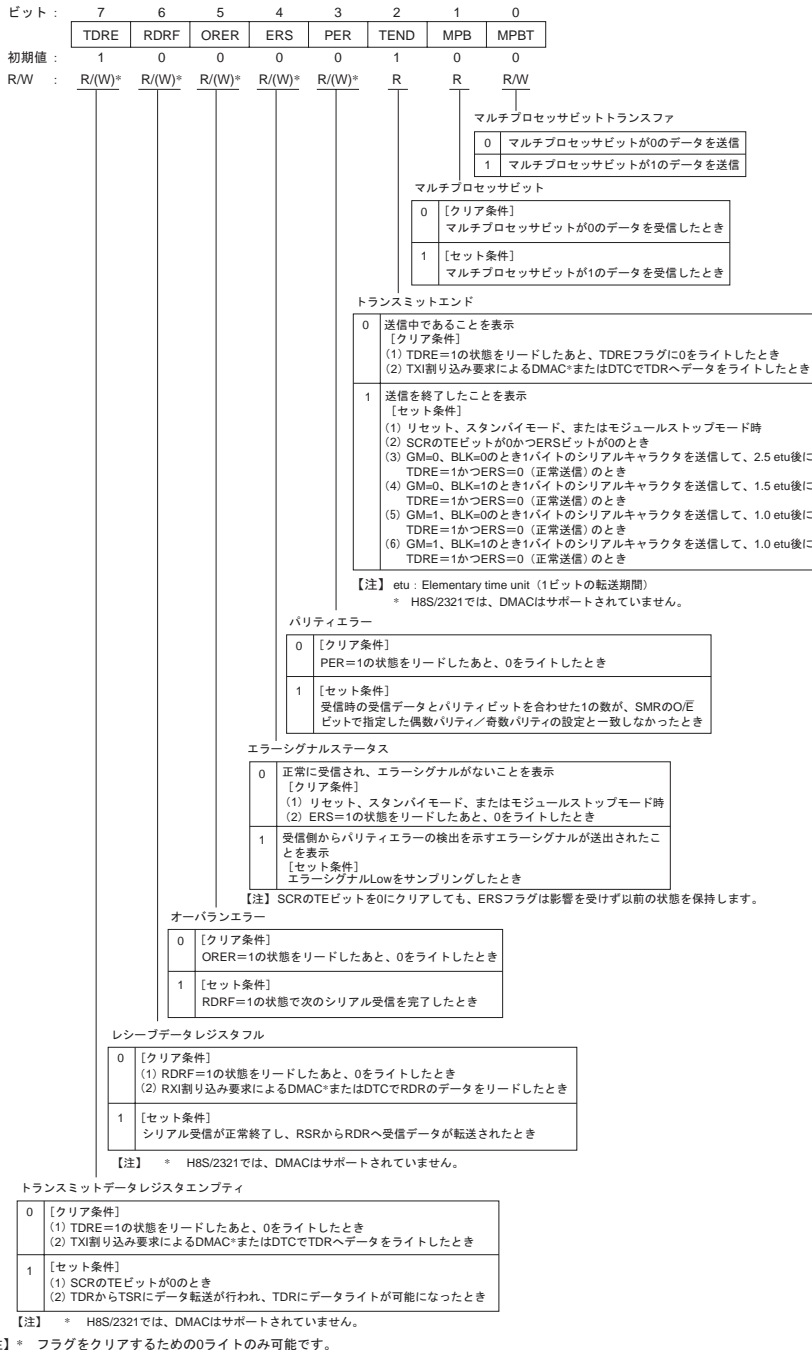 ビット : 7 6 5 4 3 2 1 0
TDRE RDRF ORER ERS PER TEND MPB MPBT
初期値 : 1 0 0 0 0 1 0 0
R/W : R/(W)* R/(W)* R/(W)* R/(W)* R/(W)* R R R/W
マルチプロセッサビットトランスファ
0 マルチプロセッサビットが0のデータを送信
1 マルチプロセッサビットが1のデータを送信
マルチプロセッサビット
0 [クリア条件]
マルチプロセッサビットが0のデータを受信したとき
1 [セット条件]
マルチプロセッサビットが1のデータを受信したとき
トランスミットエンド
0 送信中であることを表示
[クリア条件]
(1) TDRE=1の状態をリードしたあと、TDREフラグに0をライトしたとき
(2) TXI割り込み要求によるDMAC*またはDTCでTDRへデータをライトしたとき
1 送信を終了したことを表示
[セット条件]
(1) リセット、スタンバイモード、またはモジュールストップモード時
(2) SCRのTEビットが0かつERSビットが0のとき
(3) GM=0、BLK=0のとき1バイトのシリアルキャラクタを送信して、2.5 etu後に
TDRE=1かつERS=0 (正常送信) のとき
(4) GM=0、BLK=1のとき1バイトのシリアルキャラクタを送信して、1.5 etu後に
TDRE=1かつERS=0 (正常送信) のとき
(5) GM=1、BLK=0のとき1バイトのシリアルキャラクタを送信して、1.0 etu後に
TDRE=1かつERS=0 (正常送信) のとき
(6) GM=1、BLK=1のとき1バイトのシリアルキャラクタを送信して、1.0 etu後に
TDRE=1かつERS=0 (正常送信) のとき
【注】 etu : Elementary time unit (1ビットの転送期間)
* H8S/2321では、DMACはサポートされていません。
パリティエラー
0 [クリア条件]
PER=1の状態をリードしたあと、0をライトしたとき
1 [セット条件]
受信時の受信データとパリティビットを合わせた1の数が、SMRのO/E̅
ビットで指定した偶数パリティ/奇数パリティの設定と一致しなかったとき
エラーシグナルステータス
0 正常に受信され、エラーシグナルがないことを表示
[クリア条件]
(1) リセット、スタンバイモード、またはモジュールストップモード時
(2) ERS=1の状態をリードしたあと、0をライトしたとき
1 受信側からパリティエラーの検出を示すエラーシグナルが送出されたこ
とを表示
[セット条件]
エラーシグナルLowをサンプリングしたとき
【注】SCRのTEビットを0にクリアしても、ERSフラグは影響を受けず以前の状態を保持します。
オーバランエラー
0 [クリア条件]
ORER=1の状態をリードしたあと、0をライトしたとき
1 [セット条件]
RDRF=1の状態で次のシリアル受信を完了したとき
レシーブデータレジスタフル
0 [クリア条件]
(1) RDRF=1の状態をリードしたあと、0をライトしたとき
(2) RXI割り込み要求によるDMAC*またはDTCでRDRのデータをリードしたとき
1 [セット条件]
シリアル受信が正常終了し、RSRからRDRへ受信データが転送されたとき
【注】 * H8S/2321では、DMACはサポートされていません。
トランスミットデータレジスタエンプティ
0 [クリア条件]
(1) TDRE=1の状態をリードしたあと、0をライトしたとき
(2) TXI割り込み要求によるDMAC*またはDTCでTDRへデータをライトしたとき
1 [セット条件]
(1) SCRのTEビットが0のとき
(2) TDRからTSRにデータ転送が行われ、TDRにデータライトが可能になったとき
【注】 * H8S/2321では、DMACはサポートされていません。
】* フラグをクリアするための0ライトのみ可能です。